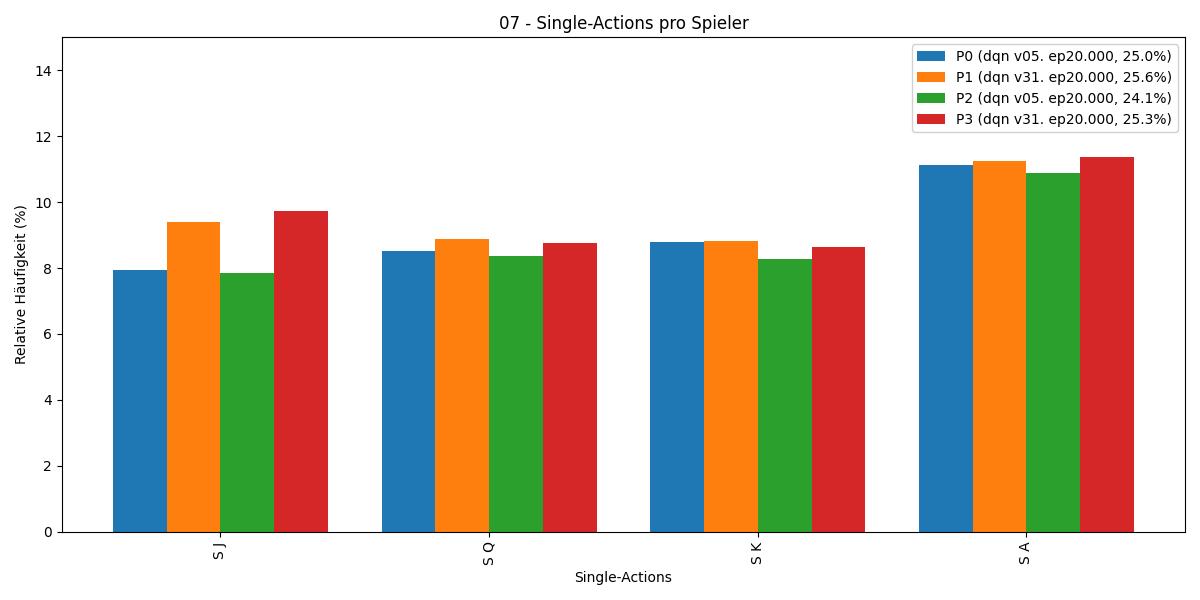 07 - Single-Actions pro Spieler
P0 (dqn v05. ep20.000, 25.0%)
P1 (dqn v31. ep20.000, 25.6%)
P2 (dqn v05. ep20.000, 24.1%)
P3 (dqn v31. ep20.000, 25.3%)
Relative Häufigkeit (%)
14
12
10
8
6
4
2
0
S J
S Q
S K
S A
Single-Actions